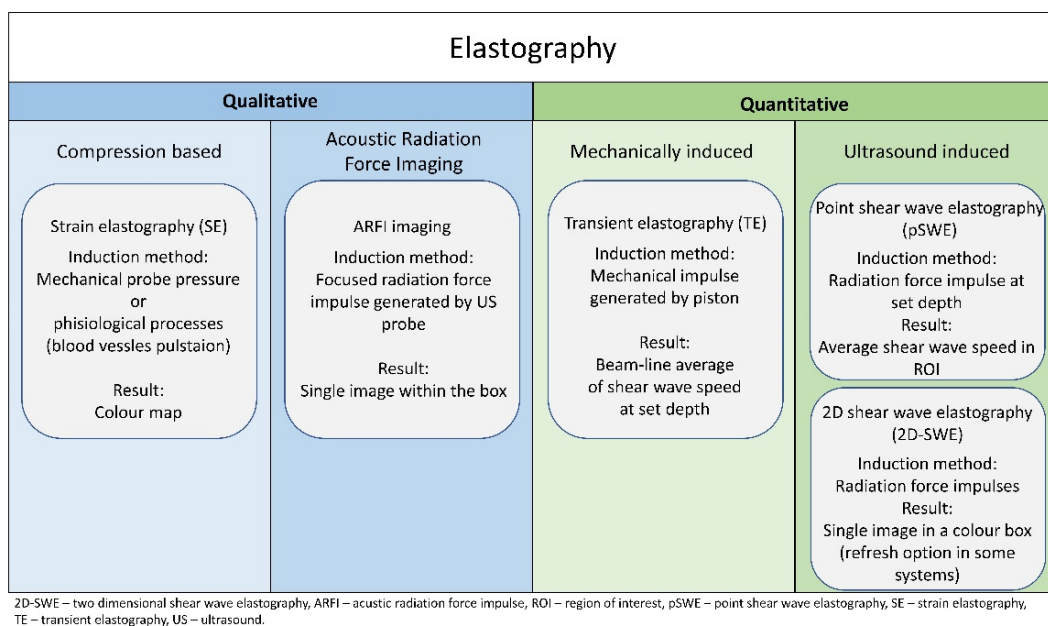 Elastography
Qualitative
Quantitative
Compression based
Strain elastography (SE)
Induction method:
Mechanical probe pressure
or
phisiological processes
(blood vessles pulstaion)
Result:
Colour map
Acoustic Radiation
Force Imaging
ARFI imaging
Induction method:
Focused radiation force
impulse generated by US
probe
Result:
Single image within the box
Mechanically induced
Transient elastography (TE)
Induction method:
Mechanical impulse
generated by piston
Result:
Beam-line average
of shear wave speed
at set depth
Ultrasound induced
Point shear wave elastography
(pSWE)
Induction method:
Radiation force impulse at
set depth
Result:
Average shear wave speed in
ROI
2D shear wave elastography
(2D-SWE)
Induction method:
Radiation force impulses
Result:
Single image in a colour box
(refresh option in some
systems)
2D-SWE – two dimensional shear wave elastography, ARFI – acustic radiation force impulse, ROI – region of interest, pSWE – point shear wave elastography, SE – strain elastography,
TE – transient elastography, US – ultrasound.